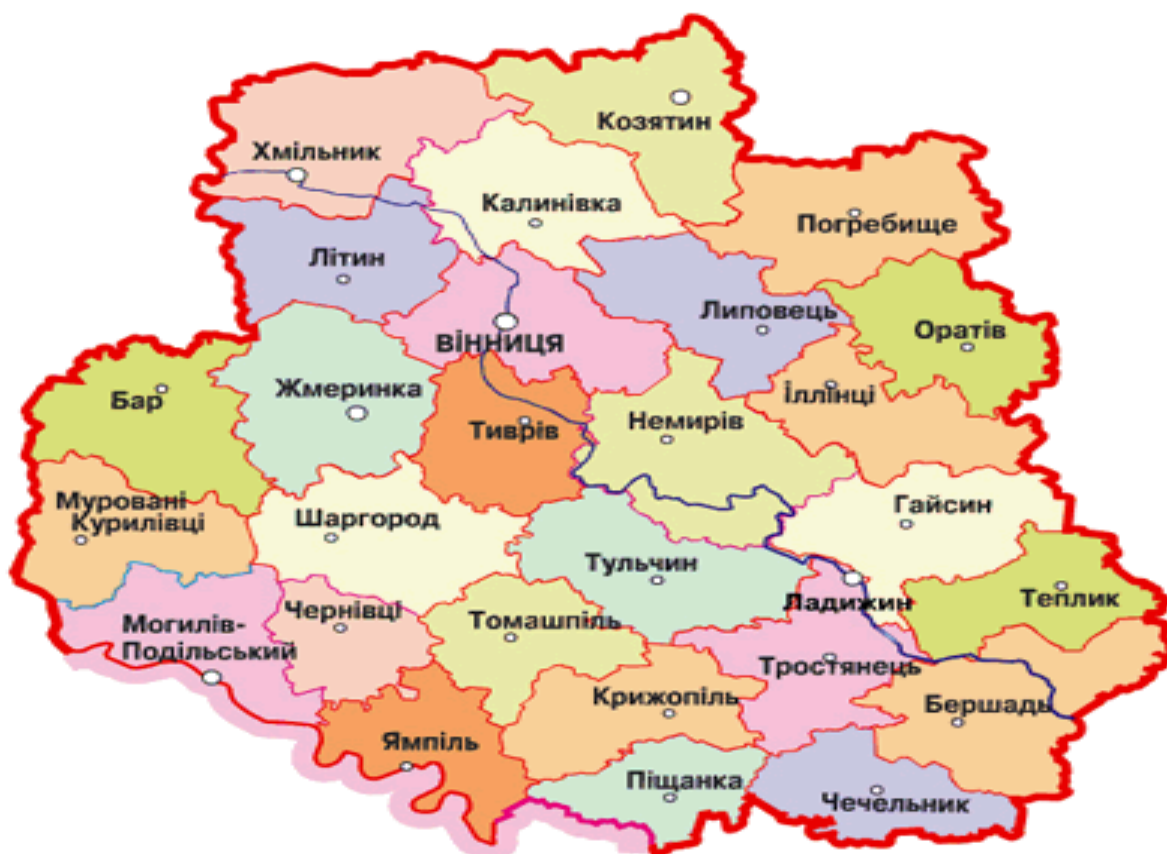 Козятин
Хмільник
Калинівка
Погребище
Літин
Липовець
Оратів
ВІННИЦЯ
Бар
Жмеринка
Іллінці
Тиврів
Немирів
Муровані
Курилівці
Шаргород
Гайсин
Тульчин
Ладижин
Теплик
Чернівці
Томашпіль
Могилів-
Подільський
Тростянець
Крижопіль
Бершадь
Ямпіль
Піщанка
Чечельник